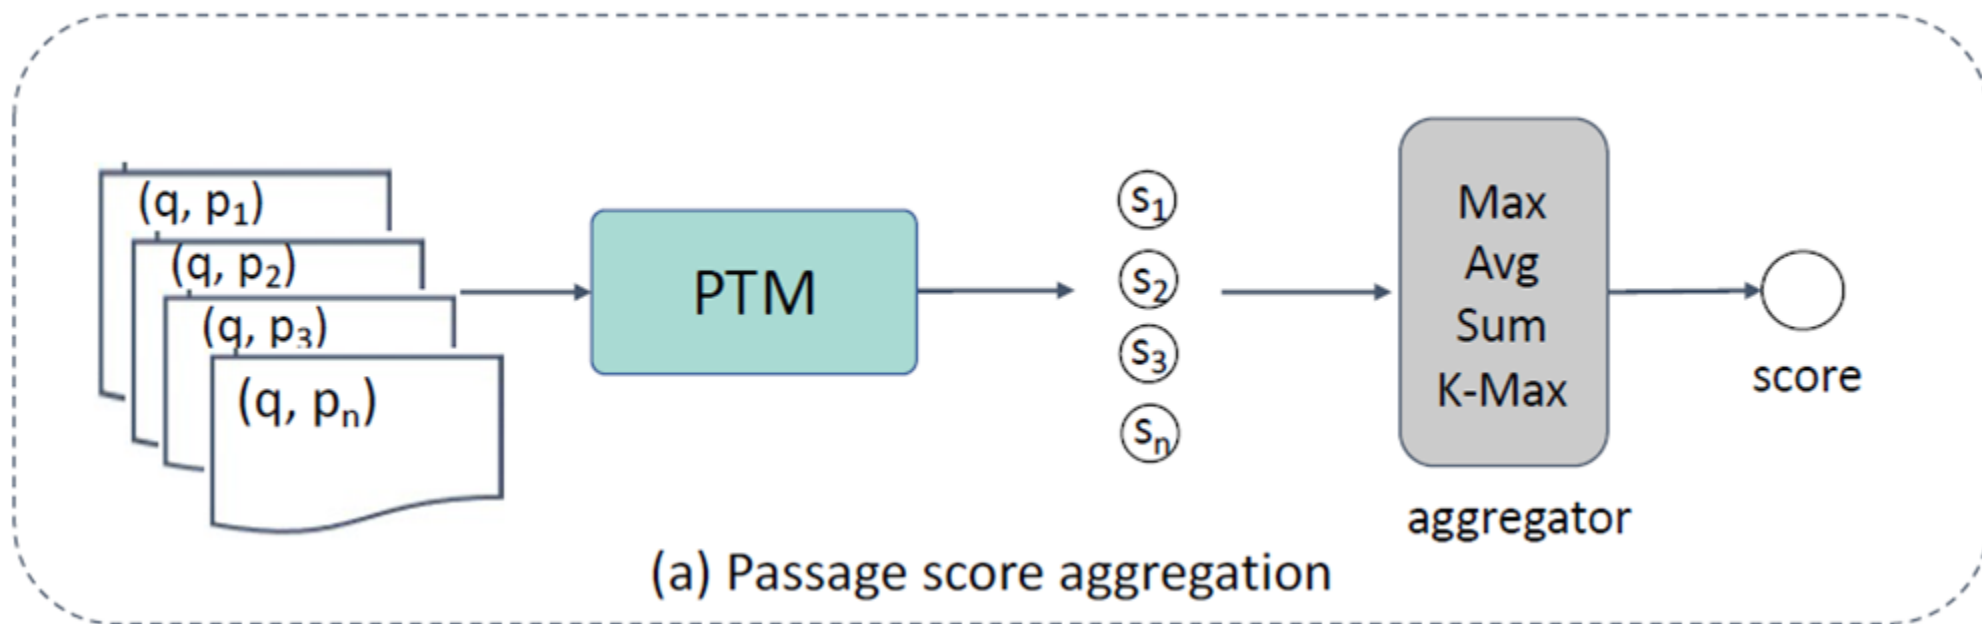 (q, p₁)
(q, p₂)
(q, p₃)
(q, pₙ)
PTM
s₁
s₂
s₃
sₙ
Max
Avg
Sum
K-Max
aggregator
score
(a) Passage score aggregation